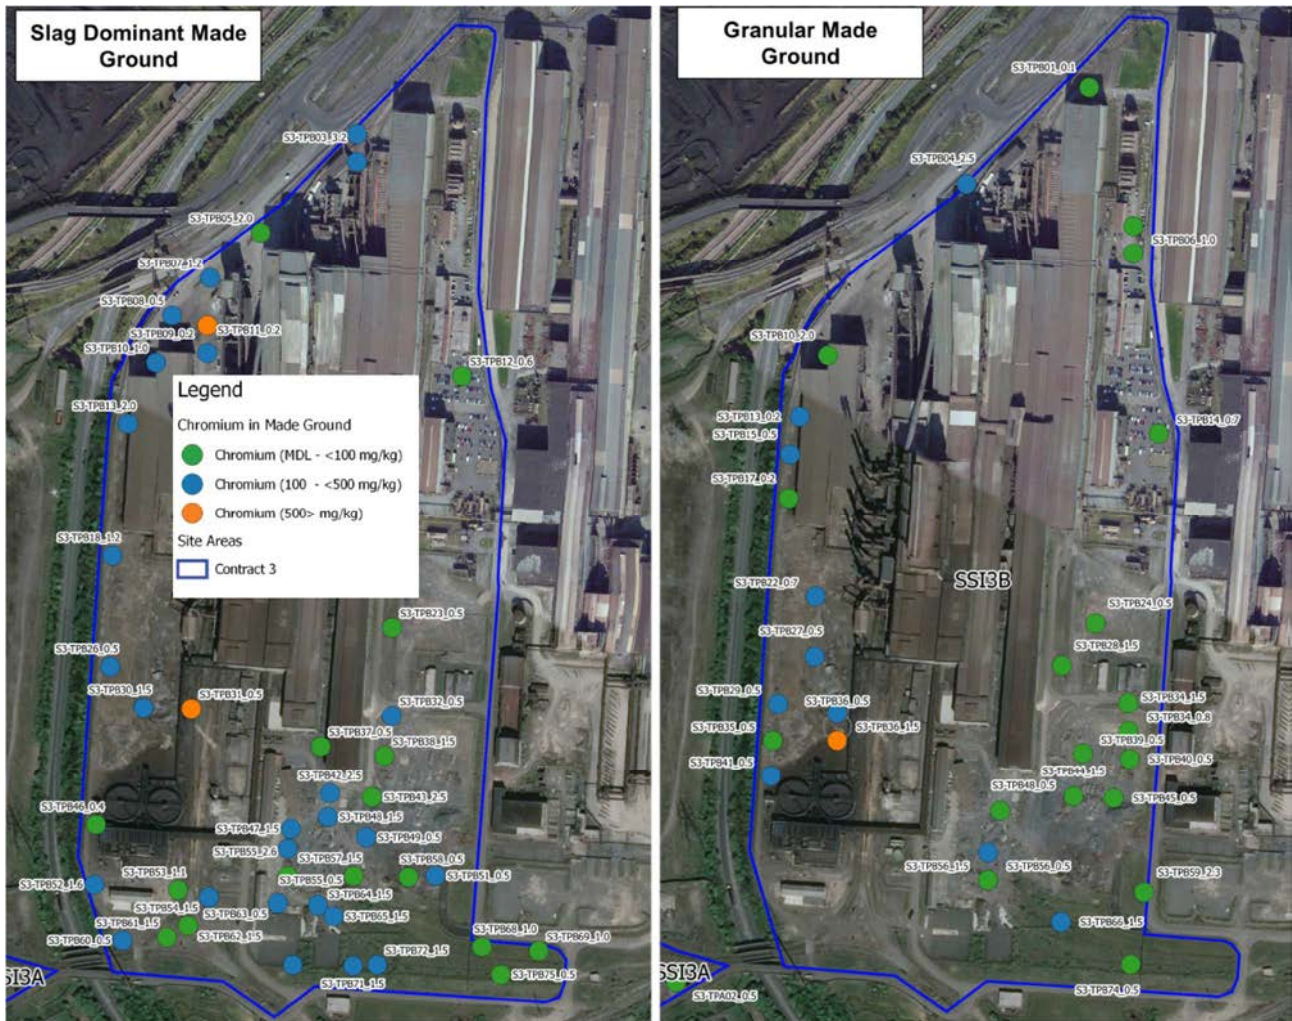 Slag Dominant Made
Ground
S3-TPB03_3.2
S3-TPB05_2.0
S3-TPB07_1.2
S3-TPB08_0.5
S3-TPB09_0.2
S3-TPB11_0.2
S3-TPB10_1.0
S3-TPB12_0.6
S3-TPB13_2.0
Legend
Chromium in Made Ground
Chromium (MDL - <100 mg/kg)
Chromium (100 - <500 mg/kg)
Chromium (500> mg/kg)
Site Areas
Contract 3
S3-TPB18_1.2
S3-TPB23_0.5
S3-TPB26_0.5
S3-TPB30_1.5
S3-TPB31_0.5
S3-TPB32_0.5
S3-TPB37_0.5
S3-TPB38_1.5
S3-TPB42_2.5
S3-TPB43_2.5
S3-TPB46_0.4
S3-TPB48_1.5
S3-TPB47_1.5
S3-TPB49_0.5
S3-TPB55_2.6
S3-TPB57_1.5
S3-TPB58_0.5
S3-TPB53_1.1
S3-TPB55_0.5
S3-TPB51_0.5
S3-TPB52_1.6
S3-TPB64_1.5
S3-TPB54_1.5
S3-TPB63_0.5
S3-TPB65_1.5
S3-TPB61_1.5
S3-TPB62_1.5
S3-TPB60_0.5
S3-TPB68_1.0
S3-TPB69_1.0
S3-TPB72_1.5
S3-TPB75_0.5
S3-TPB71_1.5
SSI3A
Granular Made
Ground
S3-TPB01_0.1
S3-TPB04_2.5
S3-TPB06_1.0
S3-TPB10_2.0
S3-TPB13_0.2
S3-TPB14_0.7
S3-TPB15_0.5
S3-TPB17_0.2
SSI3B
S3-TPB22_0.7
S3-TPB24_0.5
S3-TPB27_0.5
S3-TPB28_1.5
S3-TPB29_0.5
S3-TPB36_0.5
S3-TPB34_1.5
S3-TPB34_0.8
S3-TPB35_0.5
S3-TPB36_1.5
S3-TPB39_0.5
S3-TPB40_0.5
S3-TPB41_0.5
S3-TPB44_1.5
S3-TPB48_0.5
S3-TPB45_0.5
S3-TPB56_1.5
S3-TPB56_0.5
S3-TPB59_2.3
S3-TPB66_1.5
SSI3A
S3-TPA02_0.5
S3-TPB74_0.5